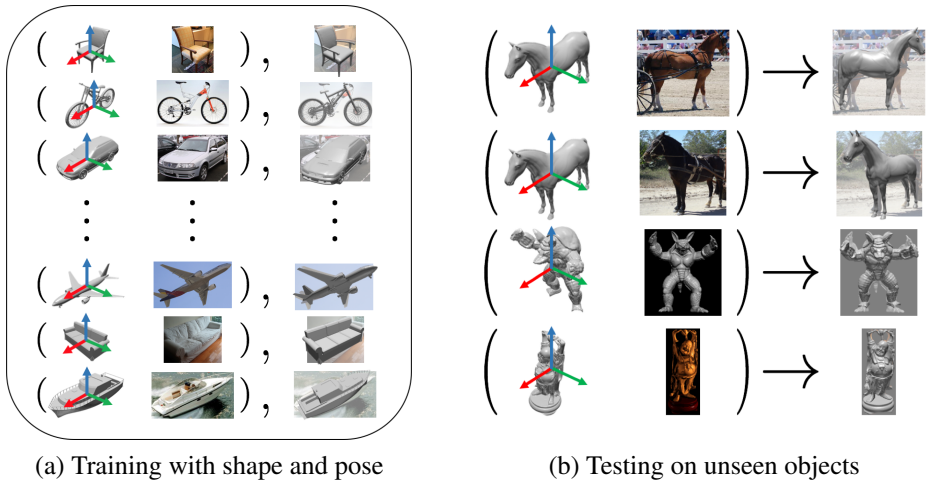 (a) Training with shape and pose
(b) Testing on unseen objects